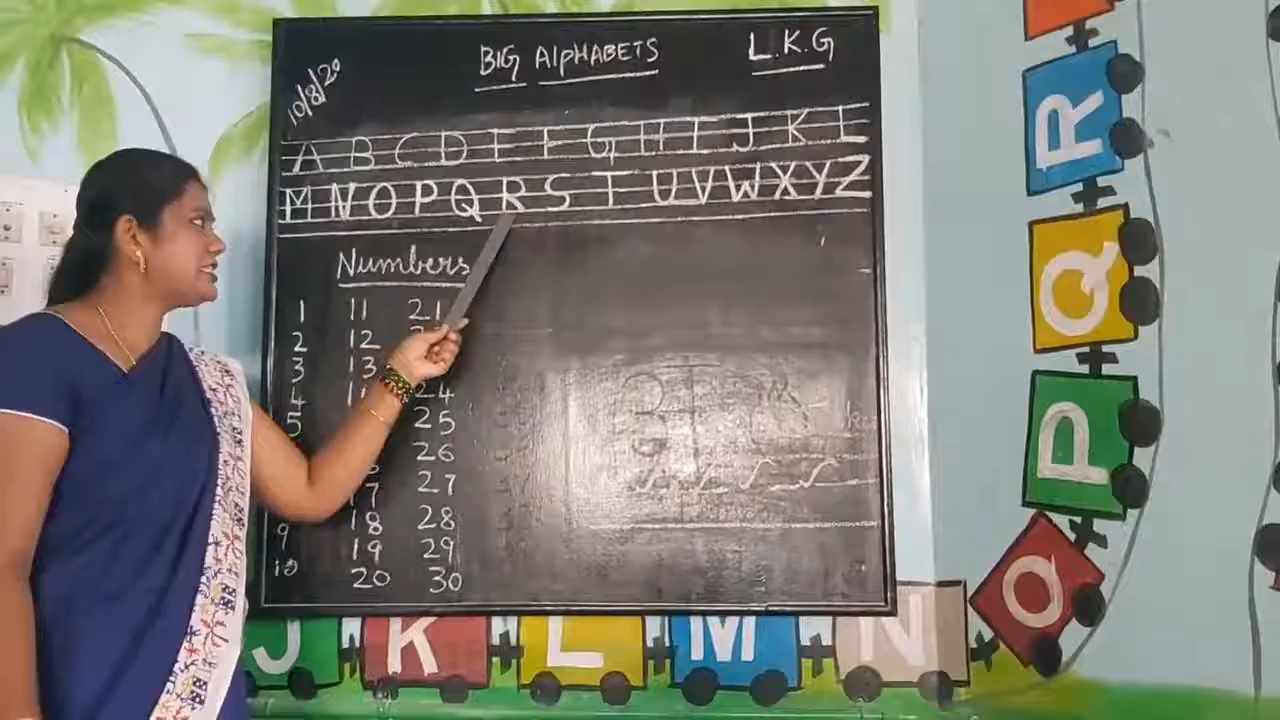 BIG ALPHABETS
L.K.G
10/8/20
A B C D E F G H I J K L
M N O P Q R S T U V W X Y Z
Numbers
1 11 21
2 12
3 13
4 24
5 25
26
27
18 28
9 19 29
10 20 30
R
Q
P
O
J K L M N